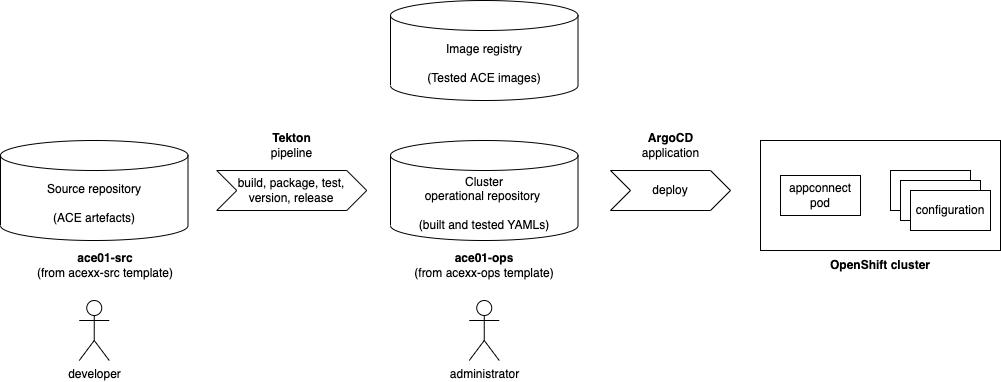 Image registry
(Tested ACE images)
Source repository
(ACE artefacts)
ace01-src
(from acexx-src template)
developer
Tekton
pipeline
build, package, test,
version, release
Cluster
operational repository
(built and tested YAMLs)
ace01-ops
(from acexx-ops template)
administrator
ArgoCD
application
deploy
appconnect
pod
configuration
OpenShift cluster